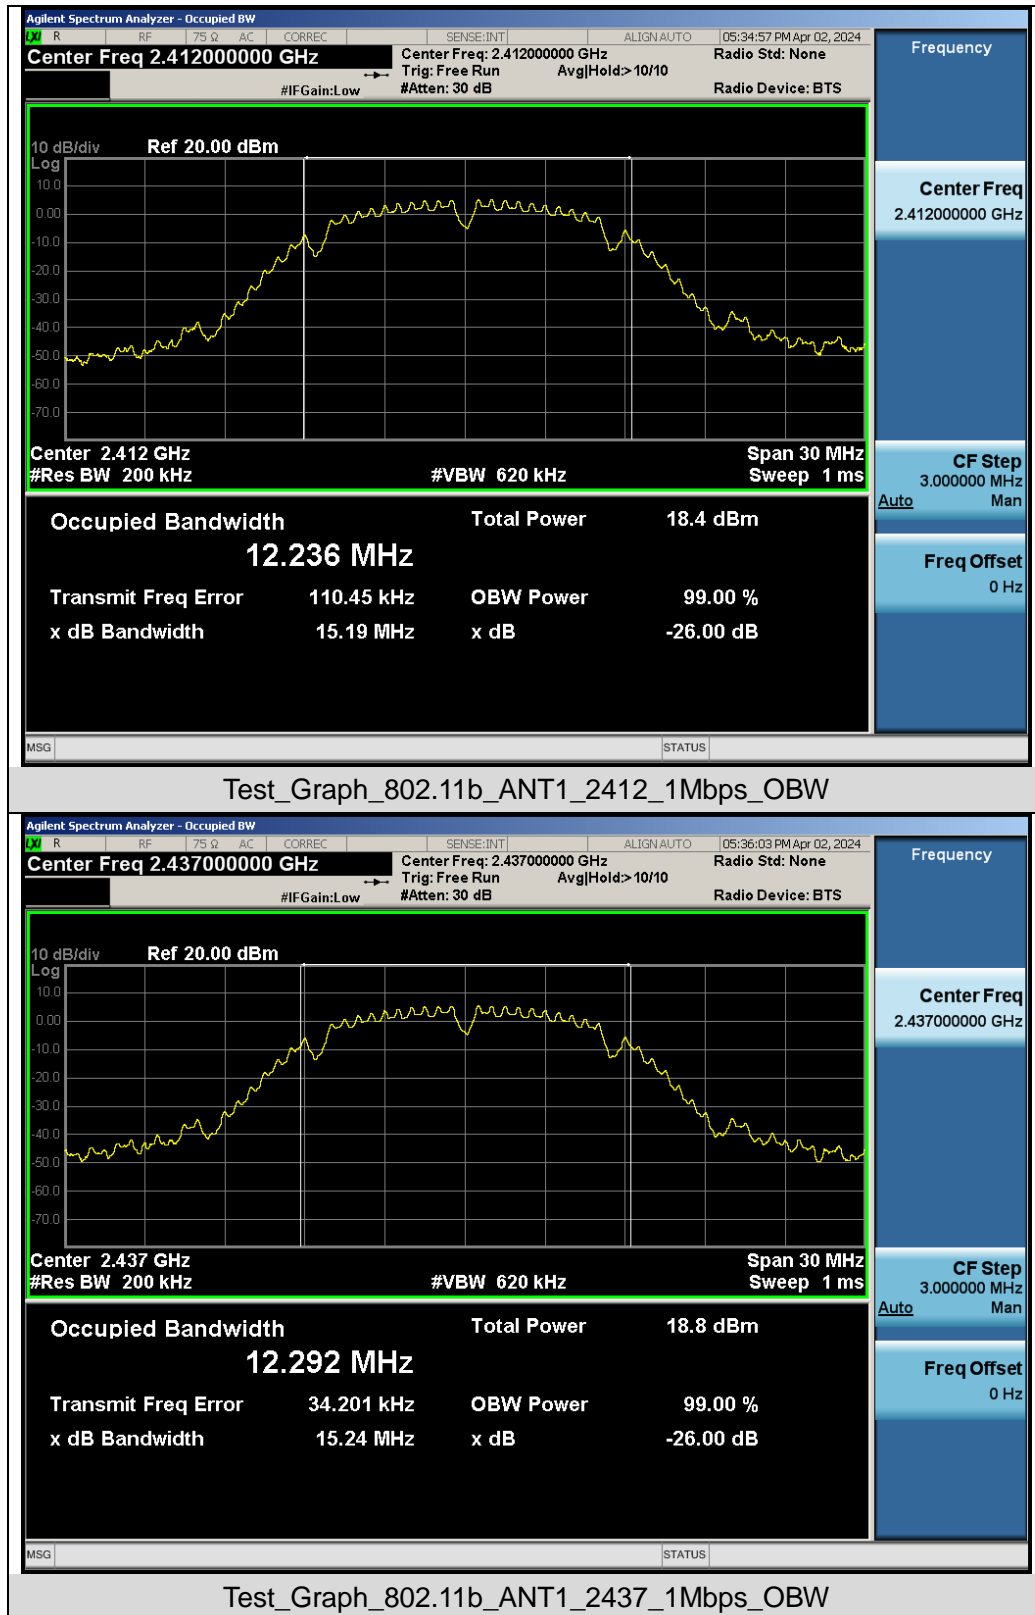 Agilent Spectrum Analyzer - Occupied BW
LXI R RF 75 Ω AC CORREC SENSE:INT ALIGN AUTO 05:34:57 PM Apr 02, 2024
Center Freq 2.412000000 GHz
Center Freq: 2.412000000 GHz Radio Std: None
Trig: Free Run Avg|Hold:>10/10
#IFGain:Low #Atten: 30 dB Radio Device: BTS
Frequency
10 dB/div Ref 20.00 dBm
Log
10.0
0.00
-10.0
-20.0
-30.0
-40.0
-50.0
-60.0
-70.0
Center Freq
2.412000000 GHz
Center 2.412 GHz Span 30 MHz
#Res BW 200 kHz #VBW 620 kHz Sweep 1 ms
CF Step
3.000000 MHz
Auto Man
Occupied Bandwidth Total Power 18.4 dBm
12.236 MHz
Transmit Freq Error 110.45 kHz OBW Power 99.00 %
x dB Bandwidth 15.19 MHz x dB -26.00 dB
Freq Offset
0 Hz
MSG STATUS
Test_Graph_802.11b_ANT1_2412_1Mbps_OBW
Agilent Spectrum Analyzer - Occupied BW
LXI R RF 75 Ω AC CORREC SENSE:INT ALIGN AUTO 05:36:03 PM Apr 02, 2024
Center Freq 2.437000000 GHz
Center Freq: 2.437000000 GHz Radio Std: None
Trig: Free Run Avg|Hold:>10/10
#IFGain:Low #Atten: 30 dB Radio Device: BTS
Frequency
10 dB/div Ref 20.00 dBm
Log
10.0
0.00
-10.0
-20.0
-30.0
-40.0
-50.0
-60.0
-70.0
Center Freq
2.437000000 GHz
Center 2.437 GHz Span 30 MHz
#Res BW 200 kHz #VBW 620 kHz Sweep 1 ms
CF Step
3.000000 MHz
Auto Man
Occupied Bandwidth Total Power 18.8 dBm
12.292 MHz
Transmit Freq Error 34.201 kHz OBW Power 99.00 %
x dB Bandwidth 15.24 MHz x dB -26.00 dB
Freq Offset
0 Hz
MSG STATUS
Test_Graph_802.11b_ANT1_2437_1Mbps_OBW